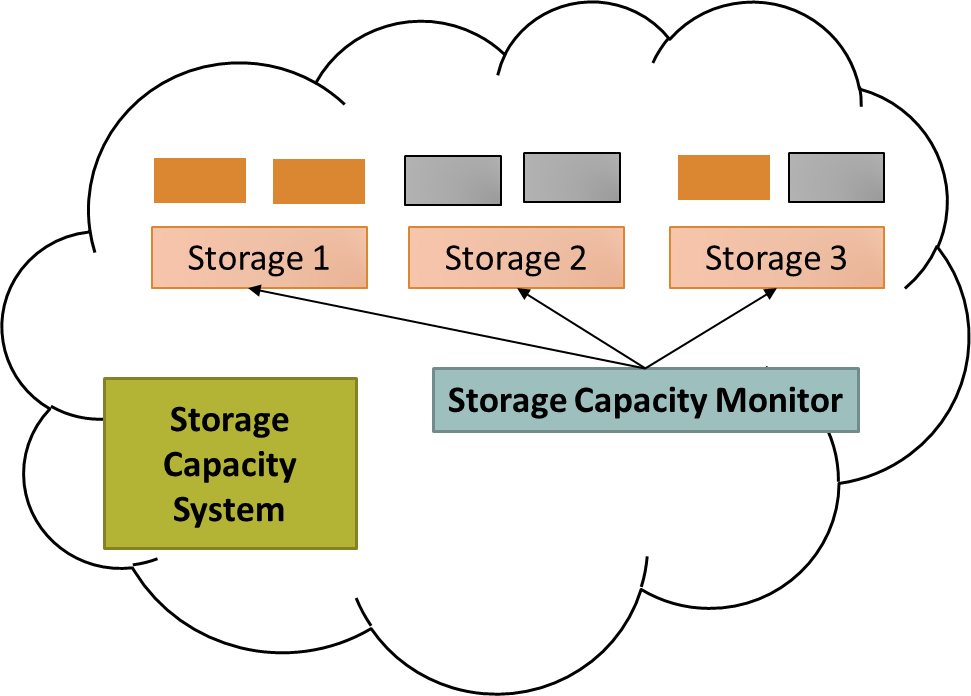 Storage 1
Storage 2
Storage 3
Storage Capacity Monitor
Storage
Capacity
System